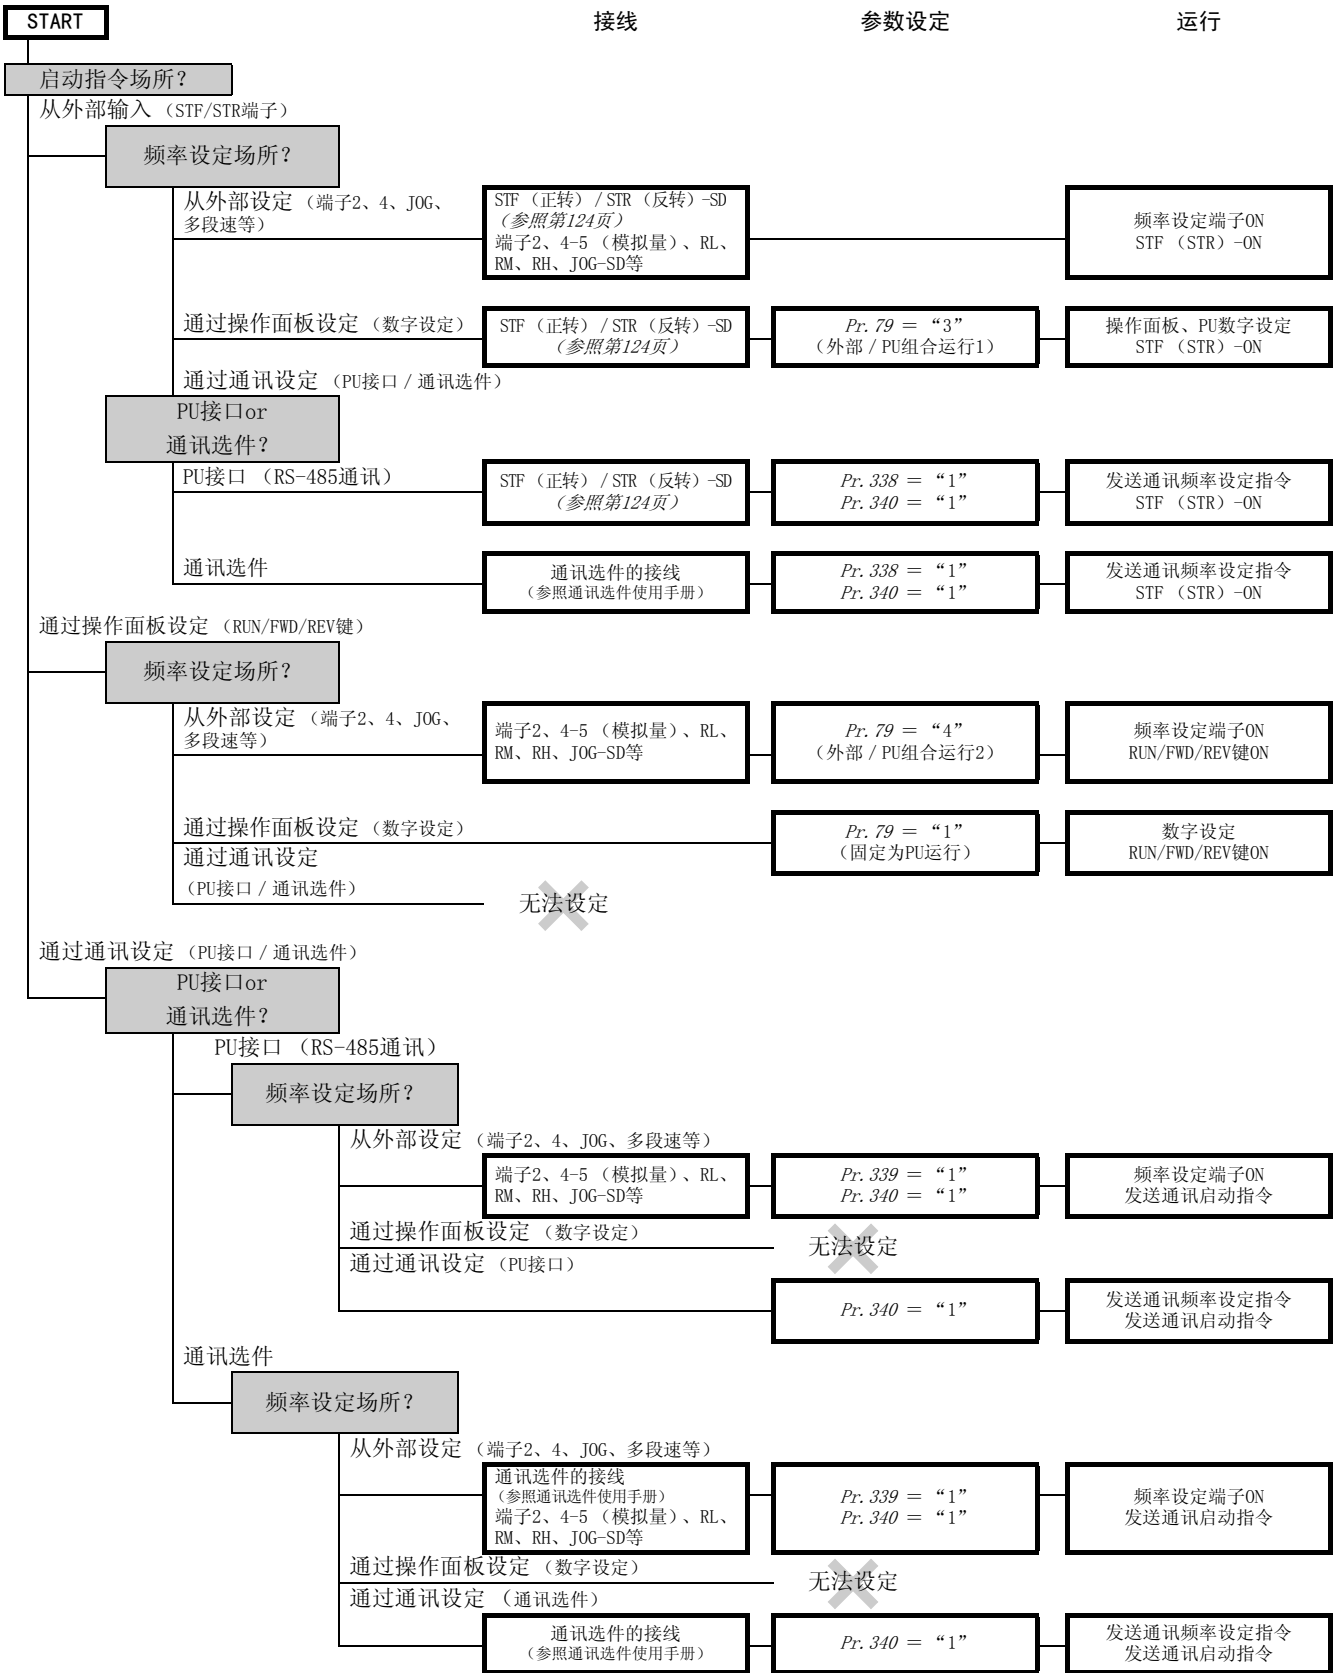 START
接线 参数设定 运行
启动指令场所？
从外部输入（STF/STR端子）
频率设定场所？
从外部设定（端子2、4、JOG、
多段速等）
STF（正转）/STR（反转）-SD
（参照第124页）
端子2、4-5（模拟量）、RL、
RM、RH、JOG-SD等
频率设定端子ON
STF（STR）-ON
通过操作面板设定（数字设定）
STF（正转）/STR（反转）-SD
（参照第124页）
Pr.79 ＝ “3”
（外部／PU组合运行1）
操作面板、PU数字设定
STF（STR）-ON
通过通讯设定（PU接口／通讯选件）
PU接口or
通讯选件？
PU接口（RS-485通讯）
STF（正转）/STR（反转）-SD
（参照第124页）
Pr.338 ＝ “1”
Pr.340 ＝ “1”
发送通讯频率设定指令
STF（STR）-ON
通讯选件
通讯选件的接线
（参照通讯选件使用手册）
Pr.338 ＝ “1”
Pr.340 ＝ “1”
发送通讯频率设定指令
STF（STR）-ON
通过操作面板设定（RUN/FWD/REV键）
频率设定场所？
从外部设定（端子2、4、JOG、
多段速等）
端子2、4-5（模拟量）、RL、
RM、RH、JOG-SD等
Pr.79 ＝ “4”
（外部／PU组合运行2）
频率设定端子ON
RUN/FWD/REV键ON
通过操作面板设定（数字设定）
Pr.79 ＝ “1”
（固定为PU运行）
数字设定
RUN/FWD/REV键ON
通过通讯设定
（PU接口／通讯选件）
无法设定
通过通讯设定（PU接口／通讯选件）
PU接口or
通讯选件？
PU接口（RS-485通讯）
频率设定场所？
从外部设定（端子2、4、JOG、多段速等）
端子2、4-5（模拟量）、RL、
RM、RH、JOG-SD等
Pr.339 ＝ “1”
Pr.340 ＝ “1”
频率设定端子ON
发送通讯启动指令
通过操作面板设定（数字设定）
无法设定
通过通讯设定（PU接口）
Pr.340 ＝ “1”
发送通讯频率设定指令
发送通讯启动指令
通讯选件
频率设定场所？
从外部设定（端子2、4、JOG、多段速等）
通讯选件的接线
（参照通讯选件使用手册）
端子2、4-5（模拟量）、RL、
RM、RH、JOG-SD等
Pr.339 ＝ “1”
Pr.340 ＝ “1”
频率设定端子ON
发送通讯启动指令
通过操作面板设定（数字设定）
无法设定
通过通讯设定（通讯选件）
通讯选件的接线
（参照通讯选件使用手册）
Pr.340 ＝ “1”
发送通讯频率设定指令
发送通讯启动指令